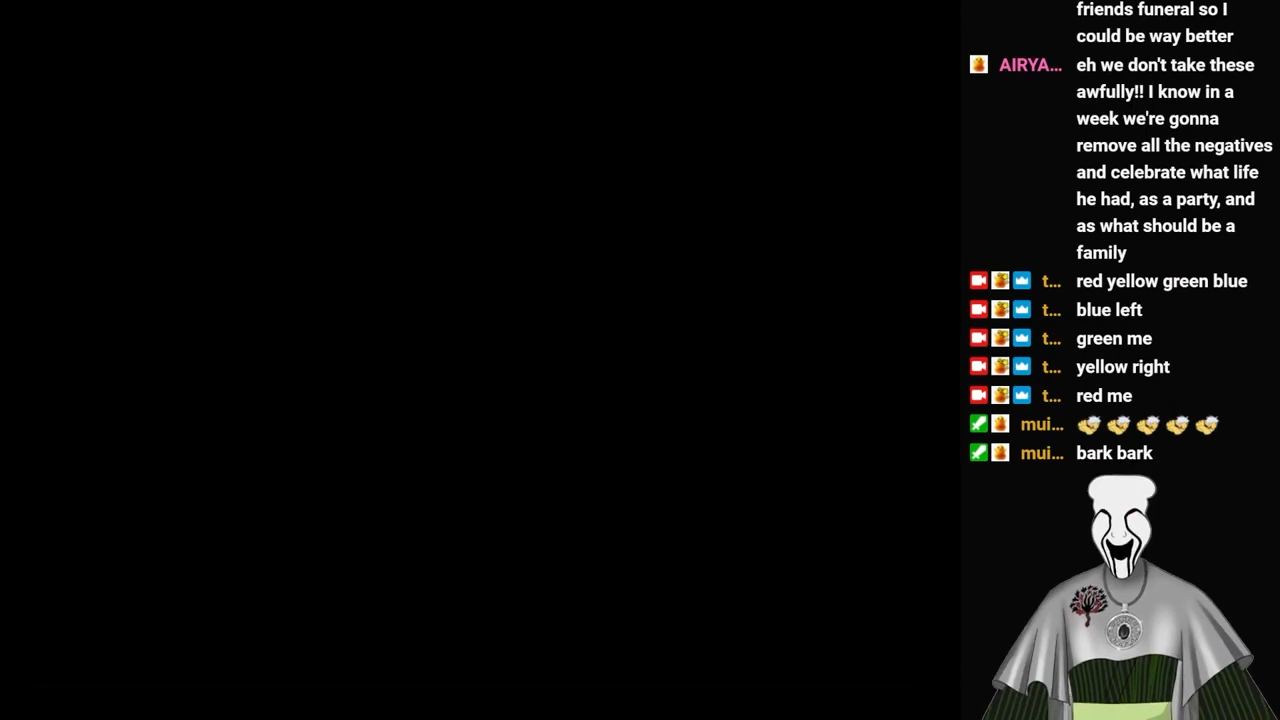 friends funeral so I
could be way better
AIRYA... eh we don't take these
awfully!! I know in a
week we're gonna
remove all the negatives
and celebrate what life
he had, as a party, and
as what should be a
family
t... red yellow green blue
t... blue left
t... green me
t... yellow right
t... red me
mui...
mui... bark bark